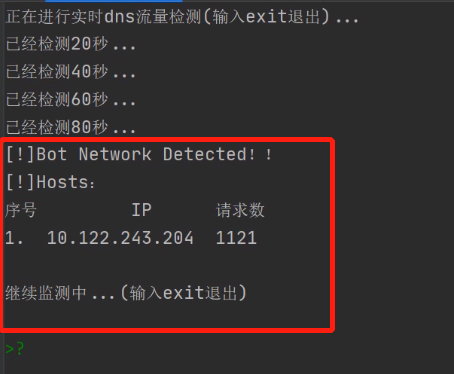 正在进行实时dns流量检测(输入exit退出)...
已经检测20秒...
已经检测40秒...
已经检测60秒...
已经检测80秒...
[!]Bot Network Detected!！
[!]Hosts：
序号 IP 请求数
1. 10.122.243.204 1121
继续监测中...(输入exit退出)
>?